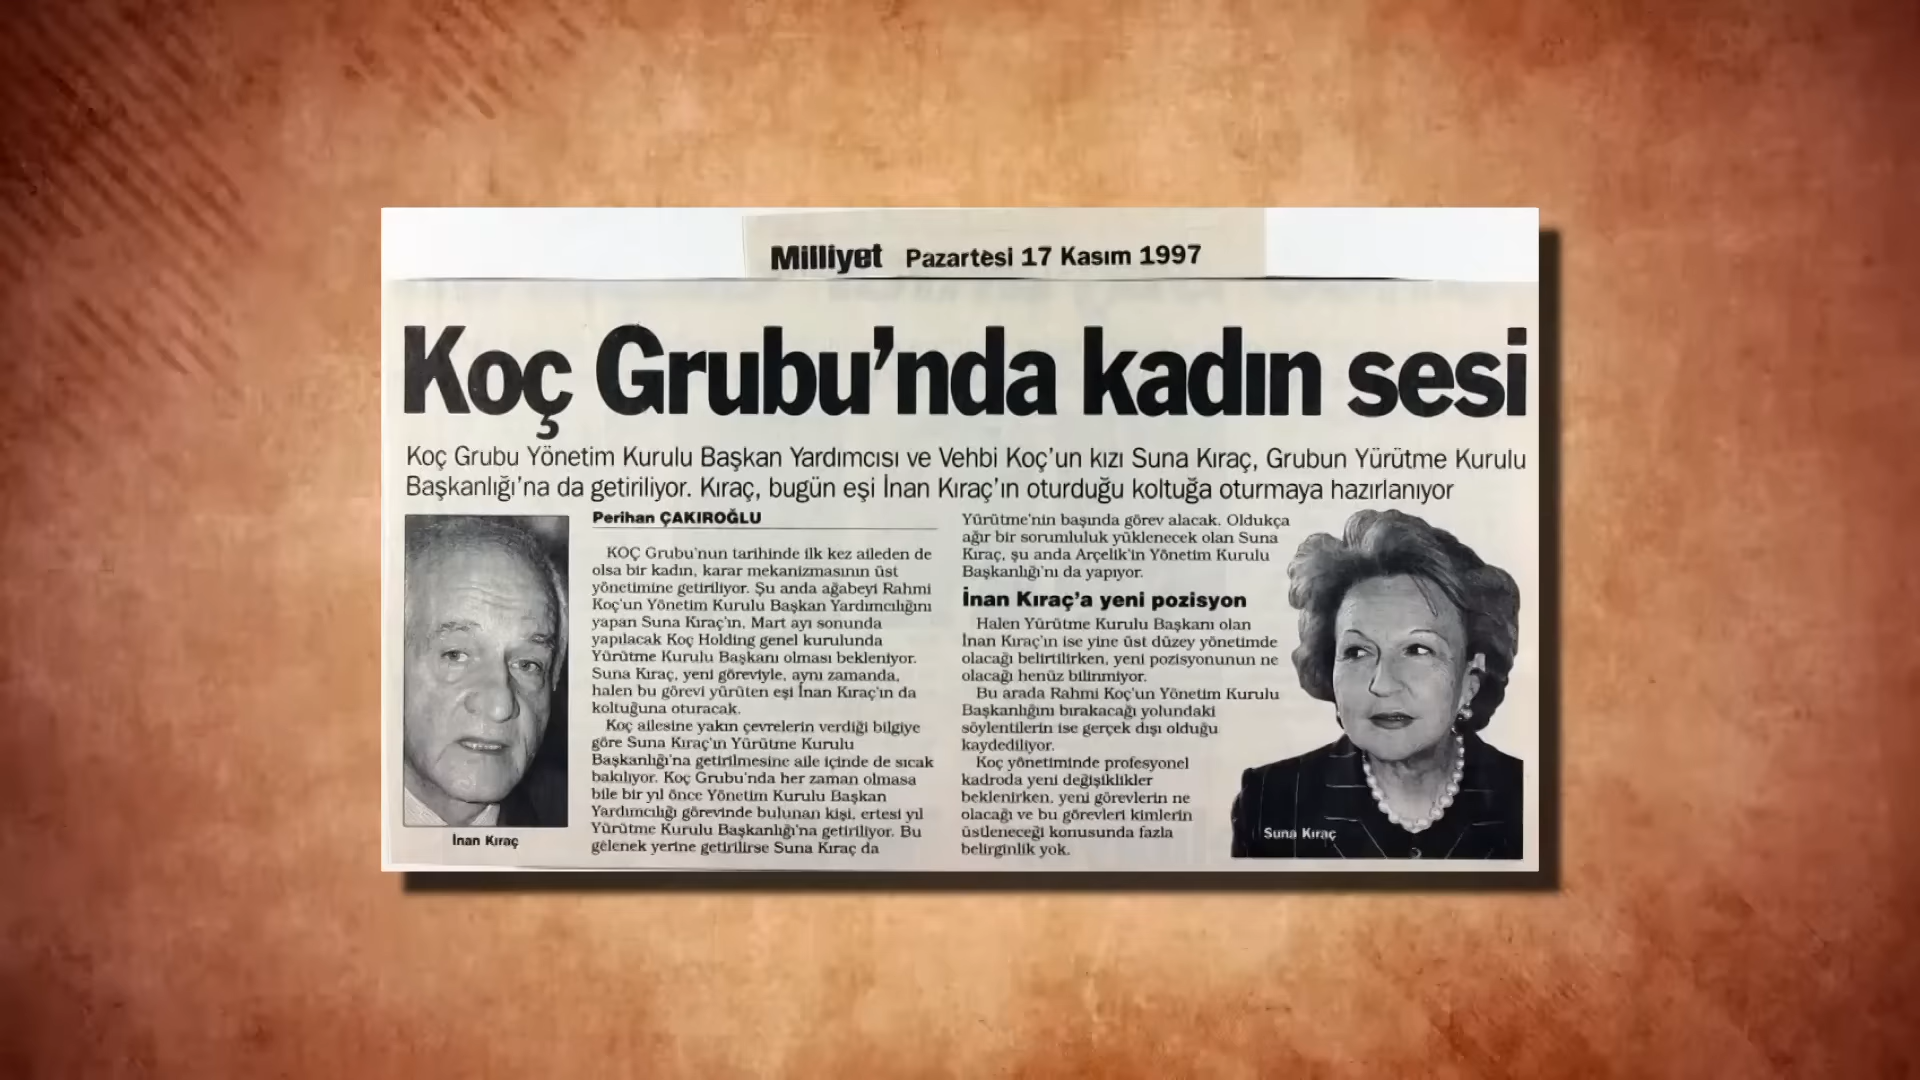 Milliyet Pazartesi 17 Kasım 1997
Koç Grubu’nda kadın sesi
Koç Grubu Yönetim Kurulu Başkan Yardımcısı ve Vehbi Koç’un kızı Suna Kıraç, Grubun Yürütme Kurulu
Başkanlığı’na da getiriliyor. Kıraç, bugün eşi İnan Kıraç’ın oturduğu koltuğa oturmaya hazırlanıyor
İnan Kıraç
Perihan ÇAKIROĞLU
KOÇ Grubu'nun tarihinde ilk kez aileden de
olsa bir kadın, karar mekanizmasının üst
yönetimine getiriliyor. Şu anda ağabeyi Rahmi
Koç'un Yönetim Kurulu Başkan Yardımcılığını
yapan Suna Kıraç'ın, Mart ayı sonunda
yapılacak Koç Holding genel kurulunda
Yürütme Kurulu Başkanı olması bekleniyor.
Suna Kıraç, yeni göreviyle, aynı zamanda,
halen bu görevi yürüten eşi İnan Kıraç'ın da
koltuğuna oturacak.
Koç ailesine yakın çevrelerin verdiği bilgiye
göre Suna Kıraç'ın Yürütme Kurulu
Başkanlığı'na getirilmesine aile içinde de sıcak
bakılıyor. Koç Grubu'nda her zaman olmasa
bile bir yıl önce Yönetim Kurulu Başkan
Yardımcılığı görevinde bulunan kişi, ertesi yıl
Yürütme Kurulu Başkanlığı'na getiriliyor. Bu
gelenek yerine getirilirse Suna Kıraç da
Yürütme'nin başında görev alacak. Oldukça
ağır bir sorumluluk yüklenecek olan Suna
Kıraç, şu anda Arçelik'in Yönetim Kurulu
Başkanlığı'nı da yapıyor.
İnan Kıraç’a yeni pozisyon
Halen Yürütme Kurulu Başkanı olan
İnan Kıraç'ın ise yine üst düzey yönetimde
olacağı belirtilirken, yeni pozisyonunun ne
olacağı henüz bilinmiyor.
Bu arada Rahmi Koç'un Yönetim Kurulu
Başkanlığını bırakacağı yolundaki
söylentilerin ise gerçek dışı olduğu
kaydediliyor.
Koç yönetiminde profesyonel
kadroda yeni değişiklikler
beklenirken, yeni görevlerin ne
olacağı ve bu görevleri kimlerin
üstleneceği konusunda fazla
belirginlik yok.
Suna Kıraç